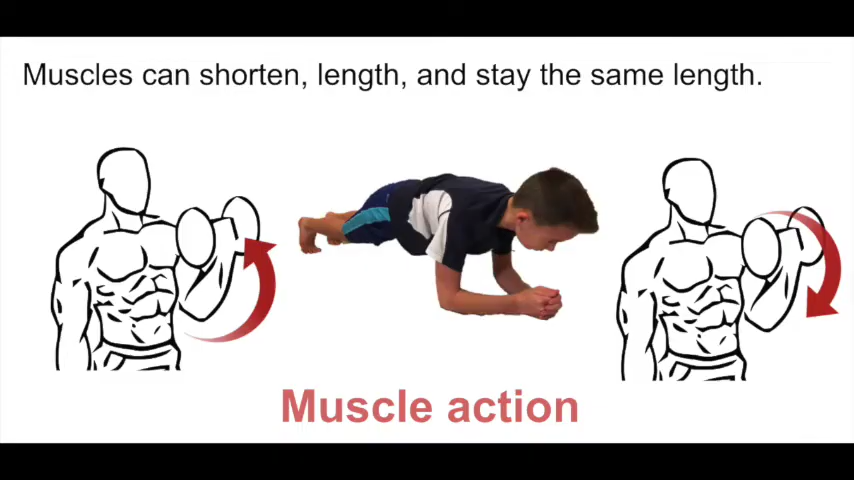 Muscles can shorten, length, and stay the same length.
Muscle action